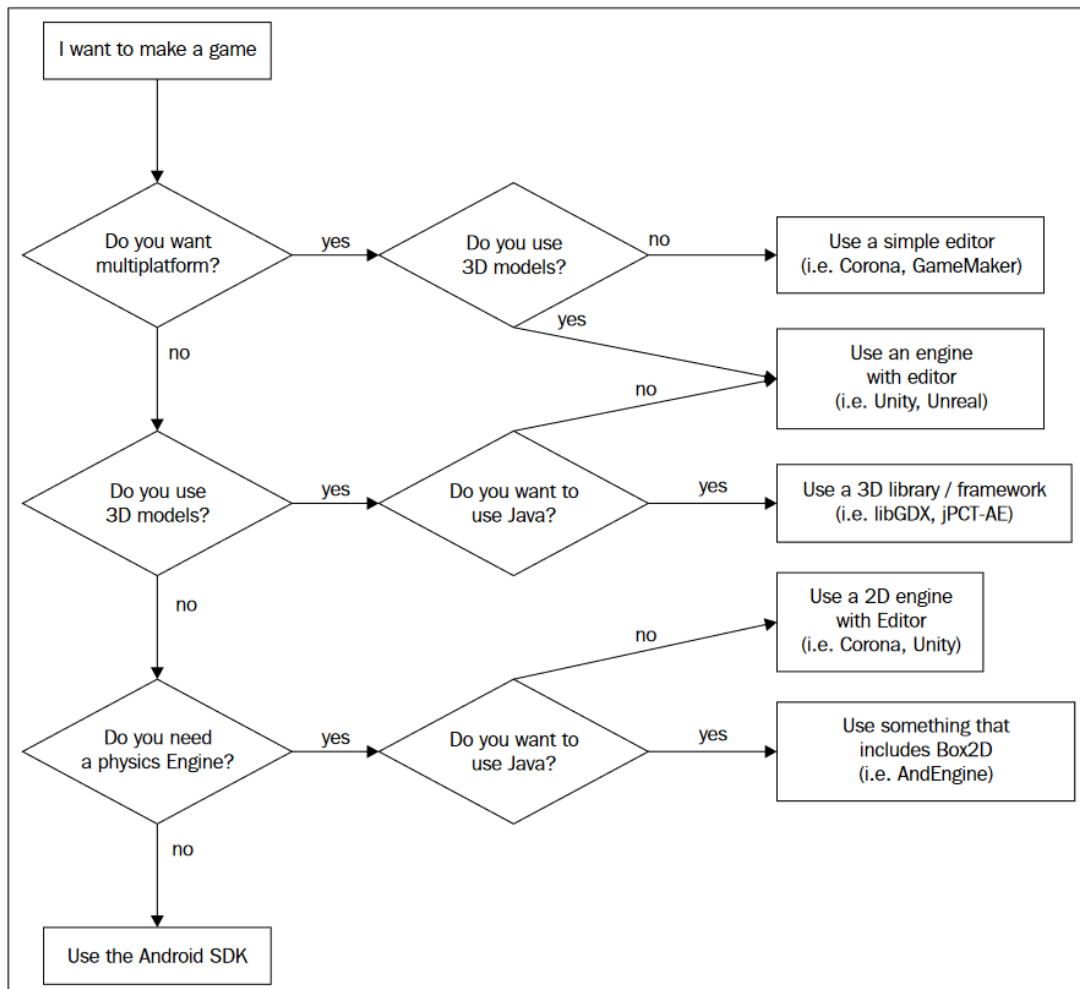 I want to make a game
Do you want
multiplatform?
yes
Do you use
3D models?
no
Use a simple editor
(i.e. Corona, GameMaker)
yes
no
Use an engine
with editor
(i.e. Unity, Unreal)
no
Do you use
3D models?
yes
Do you want to
use Java?
yes
Use a 3D library / framework
(i.e. libGDX, jPCT-AE)
no
Use a 2D engine
with Editor
(i.e. Corona, Unity)
no
Do you need
a physics Engine?
yes
Do you want to
use Java?
yes
Use something that
includes Box2D
(i.e. AndEngine)
no
Use the Android SDK